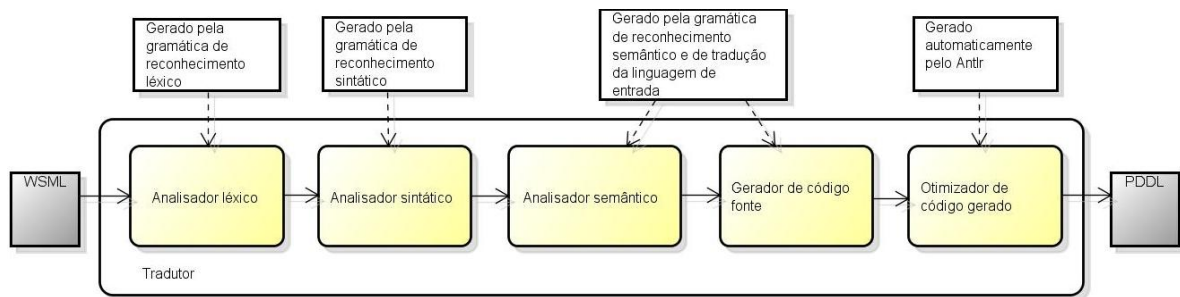 Gerado pela
gramática de
reconhecimento
léxico
Gerado pela
gramática de
reconhecimento
sintático
Gerado pela gramática
de reconhecimento
semântico e de tradução
da linguagem de
entrada
Gerado
automaticamente
pelo Antlr
WSML
Analisador léxico
Analisador sintático
Analisador semântico
Gerador de código
fonte
Otimizador de
código gerado
PDDL
Tradutor